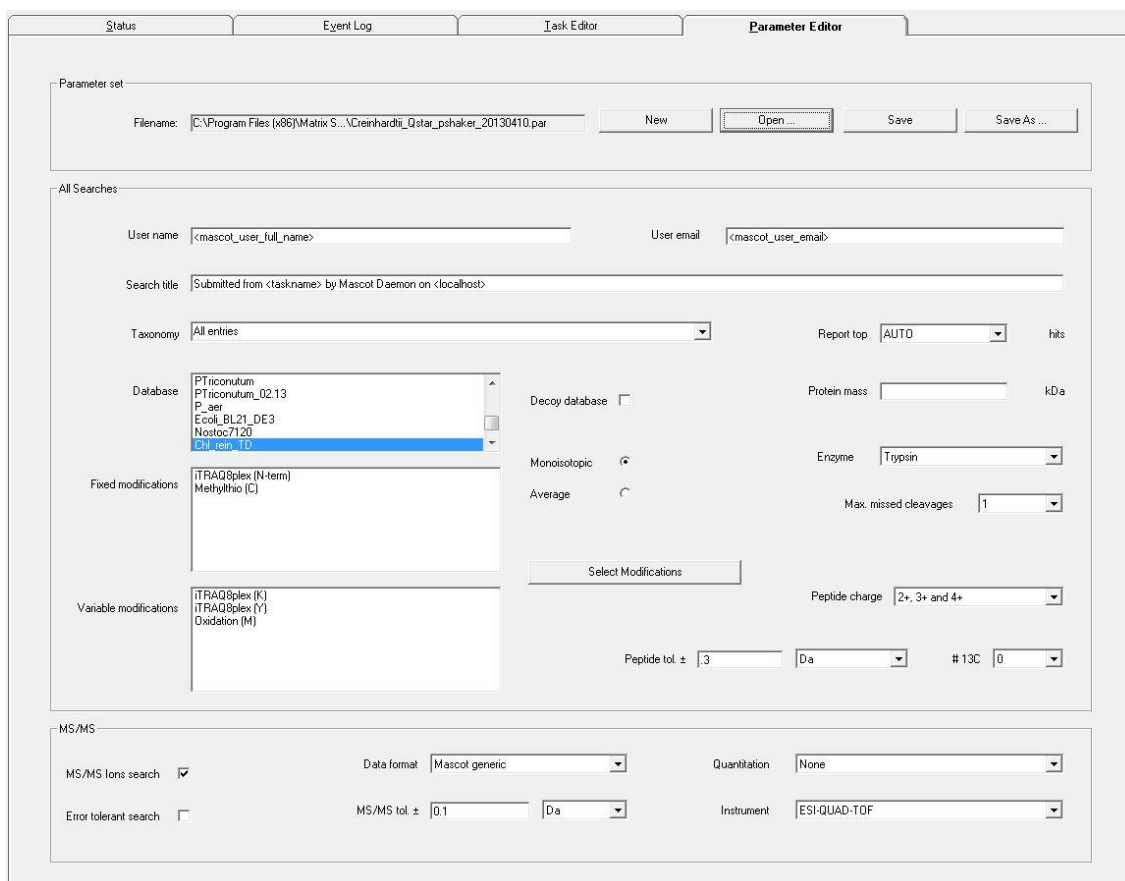 Status Event Log Task Editor Parameter Editor
Parameter set
Filename: C:\Program Files (x86)\Matrix S...\Creinhardtii_Qstar_pshaker_20130410.par New Open ... Save Save As ...
All Searches
User name <mascot_user_full_name> User email <mascot_user_email>
Search title Submitted from <taskname> by Mascot Daemon on <localhost>
Taxonomy All entries Report top AUTO hits
Database PTriconutum
PTriconutum_02.13
P_aer
Ecoli_BL21_DE3
Nostoc7120
Chl_rein_TD
Decoy database Protein mass kDa
Monoisotopic Enzyme Trypsin
Fixed modifications iTRAQ8plex (N-term)
Methylthio (C)
Average Max. missed cleavages 1
Select Modifications
Variable modifications iTRAQ8plex (K)
iTRAQ8plex (Y)
Oxidation (M)
Peptide charge 2+, 3+ and 4+
Peptide tol. ± .3 Da # 13C 0
MS/MS
MS/MS Ions search Data format Mascot generic Quantitation None
Error tolerant search MS/MS tol. ± 0.1 Da Instrument ESI-QUAD-TOF